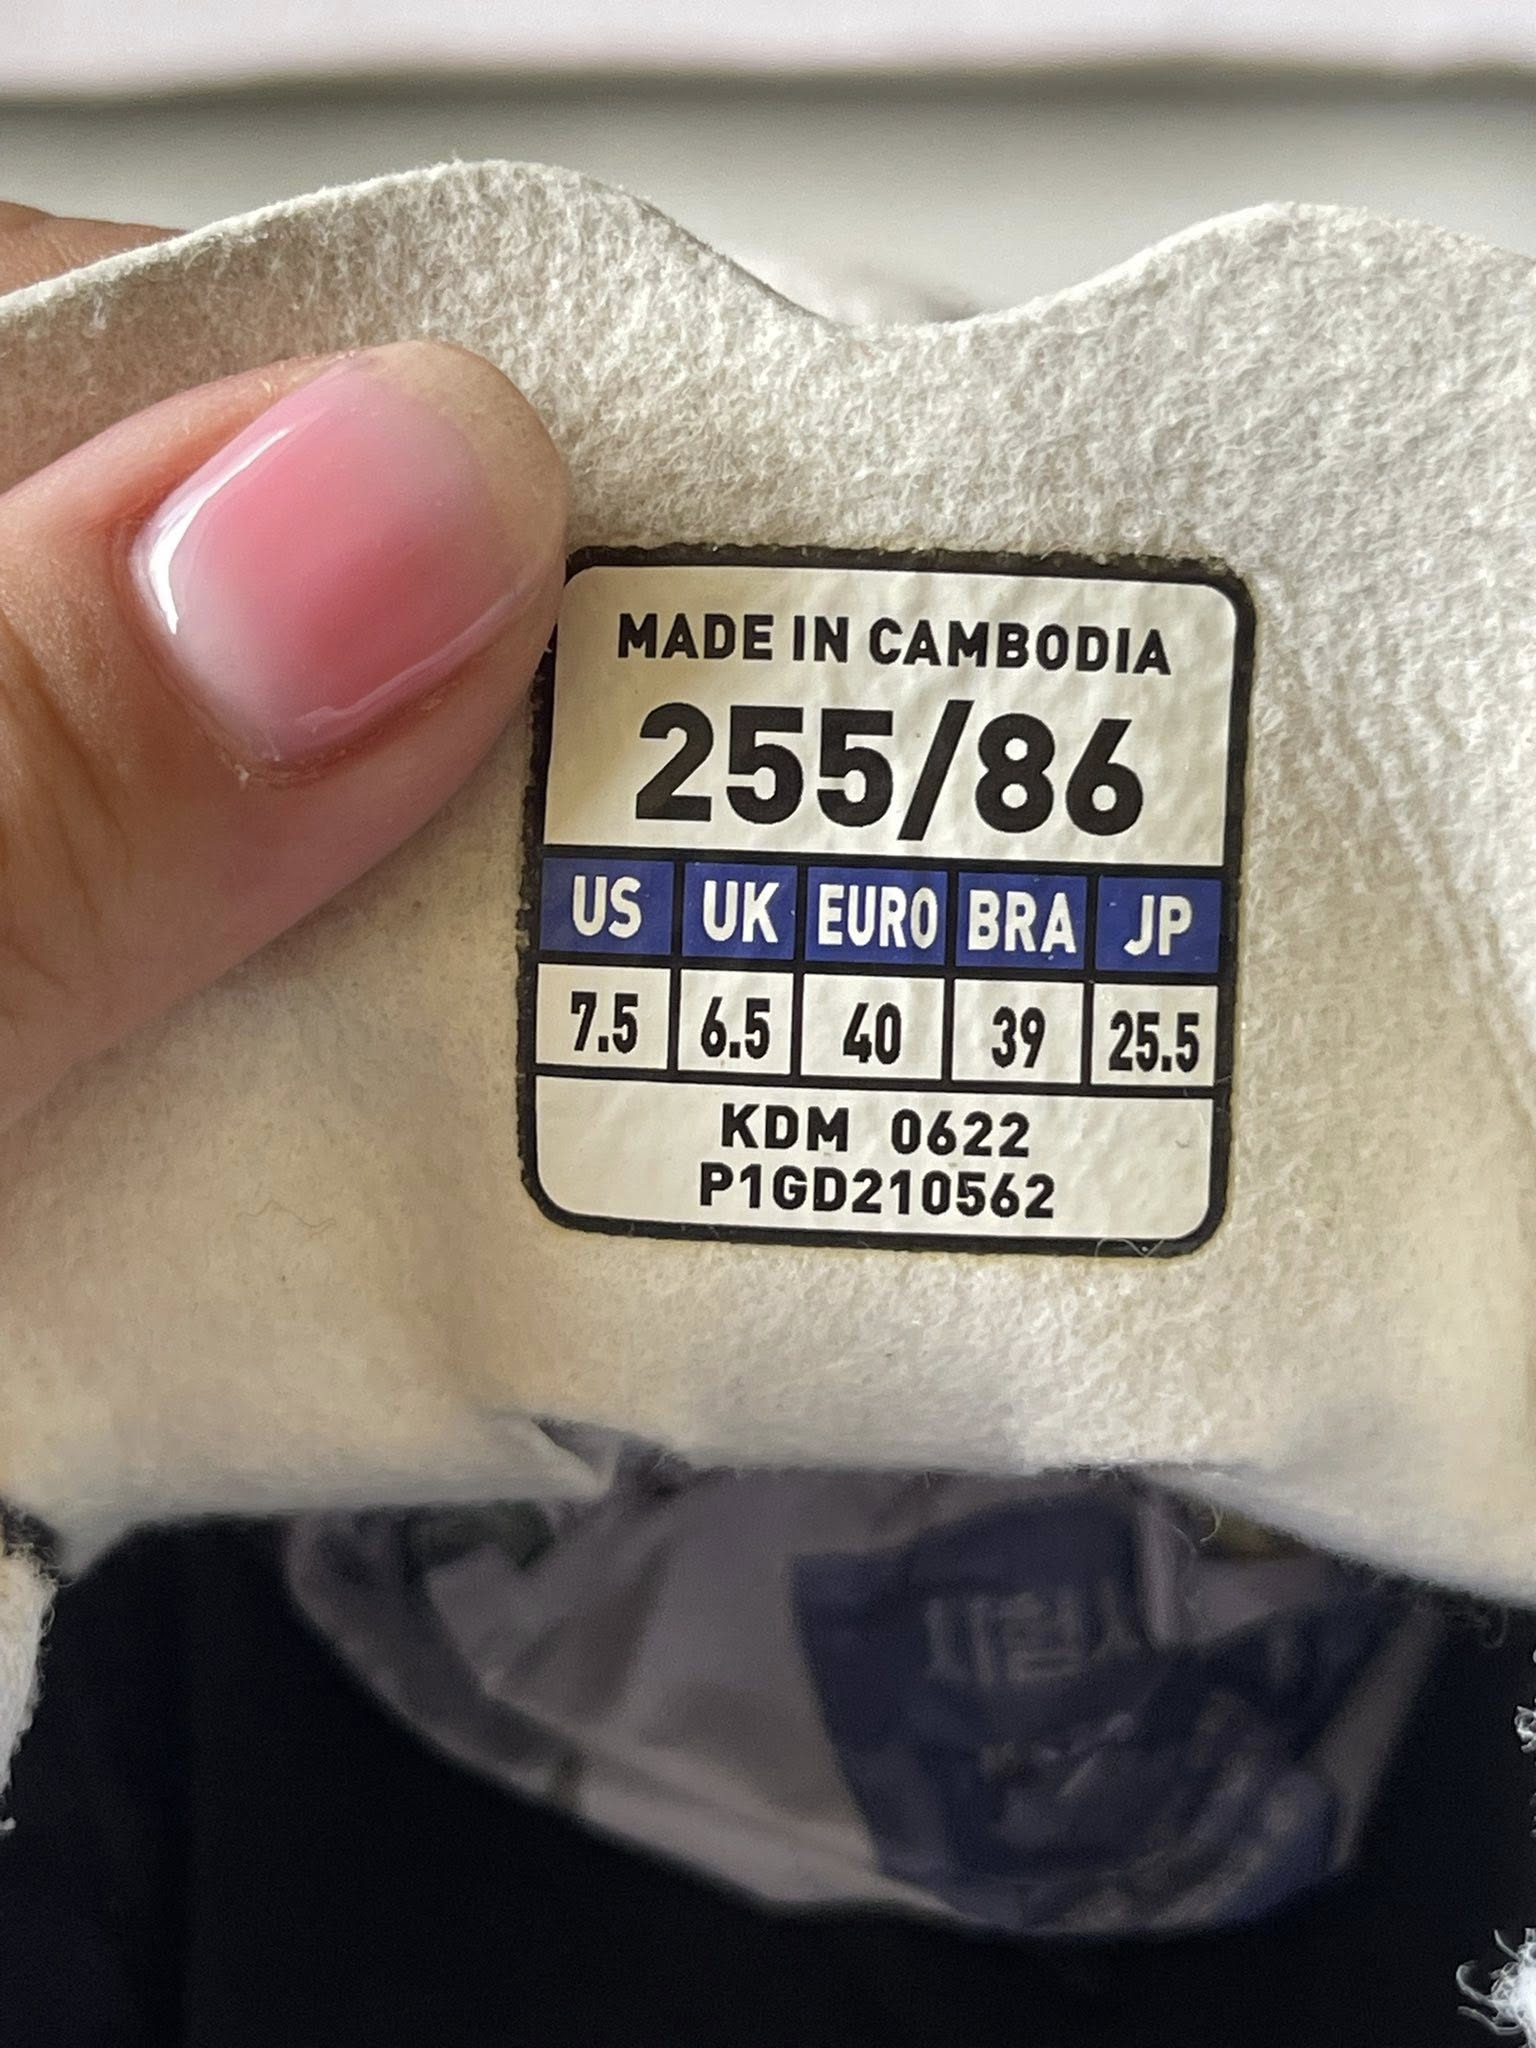 MADE IN CAMBODIA
255/86
US UK EURO BRA JP
7.5 6.5 40 39 25.5
KDM 0622
P1GD210562